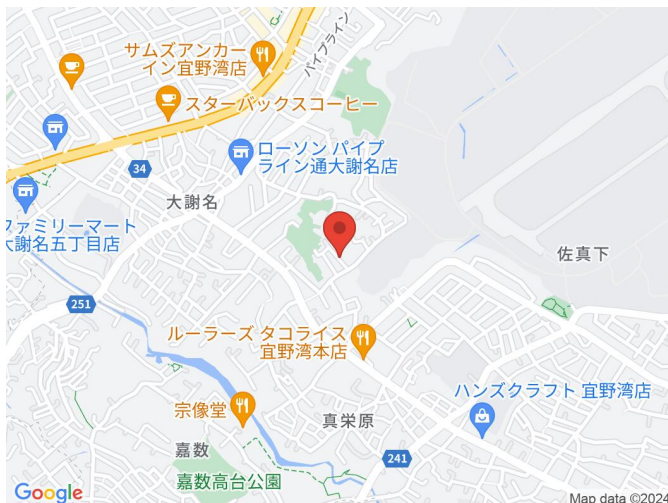 サムズアンカー
イン宜野湾店
パイプライン
スターバックスコーヒー
ローソン パイプ
ライン通大謝名店
34
大謝名
ファミリーマート
大謝名五丁目店
佐真下
251
ルーラーズ タコライス
宜野湾本店
ハンズクラフト 宜野湾店
宗像堂
真栄原
嘉数
241
嘉数高台公園
Google
Map data ©2024